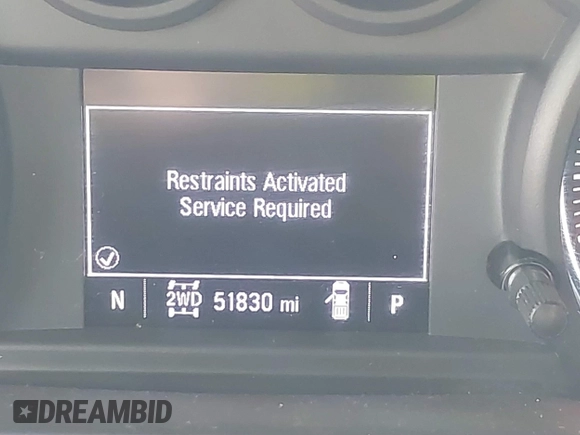 Restraints Activated
Service Required
N 2WD 51830 mi P
DREAMBID